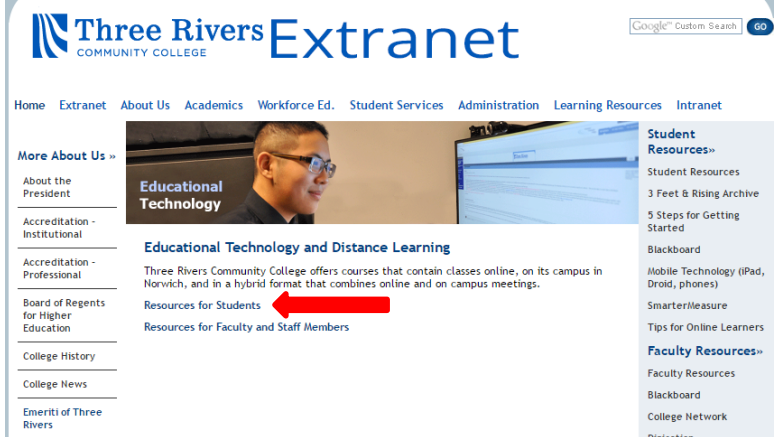 Three Rivers
COMMUNITY COLLEGE
Extranet
Google™ Custom Search
GO
Home Extranet About Us Academics Workforce Ed. Student Services Administration Learning Resources Intranet
More About Us »
About the
President
Accreditation -
Institutional
Accreditation -
Professional
Board of Regents
for Higher
Education
College History
College News
Emeriti of Three
Rivers
Educational
Technology
Educational Technology and Distance Learning
Three Rivers Community College offers courses that contain classes online, on its campus in
Norwich, and in a hybrid format that combines online and on campus meetings.
Resources for Students
Resources for Faculty and Staff Members
Student
Resources»
Student Resources
3 Feet & Rising Archive
5 Steps for Getting
Started
Blackboard
Mobile Technology (iPad,
Droid, phones)
SmarterMeasure
Tips for Online Learners
Faculty Resources»
Faculty Resources
Blackboard
College Network